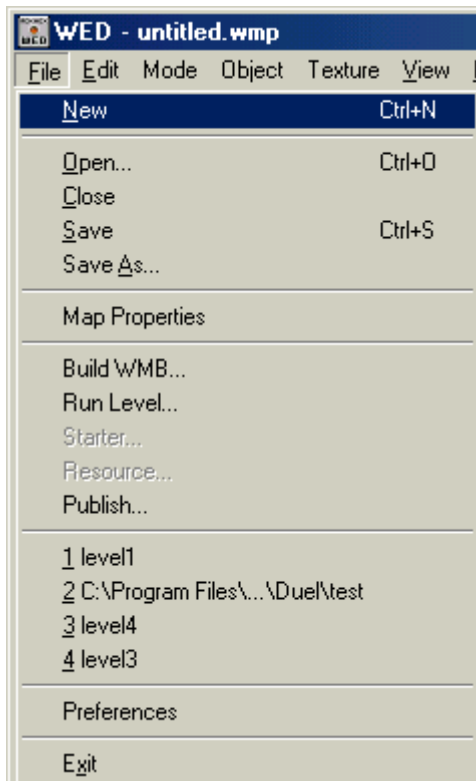 WED - untitled.wmp
File Edit Mode Object Texture View
New Ctrl+N
Open... Ctrl+O
Close
Save Ctrl+S
Save As...
Map Properties
Build WMB...
Run Level...
Starter...
Resource...
Publish...
1 level1
2 C:\Program Files\...\Duel\test
3 level4
4 level3
Preferences
Exit